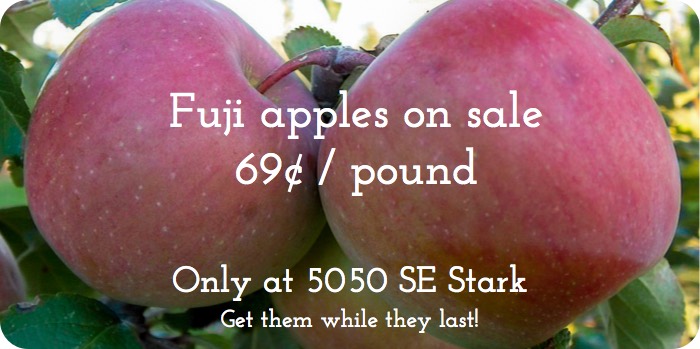 Fuji apples on sale
69¢ / pound
Only at 5050 SE Stark
Get them while they last!